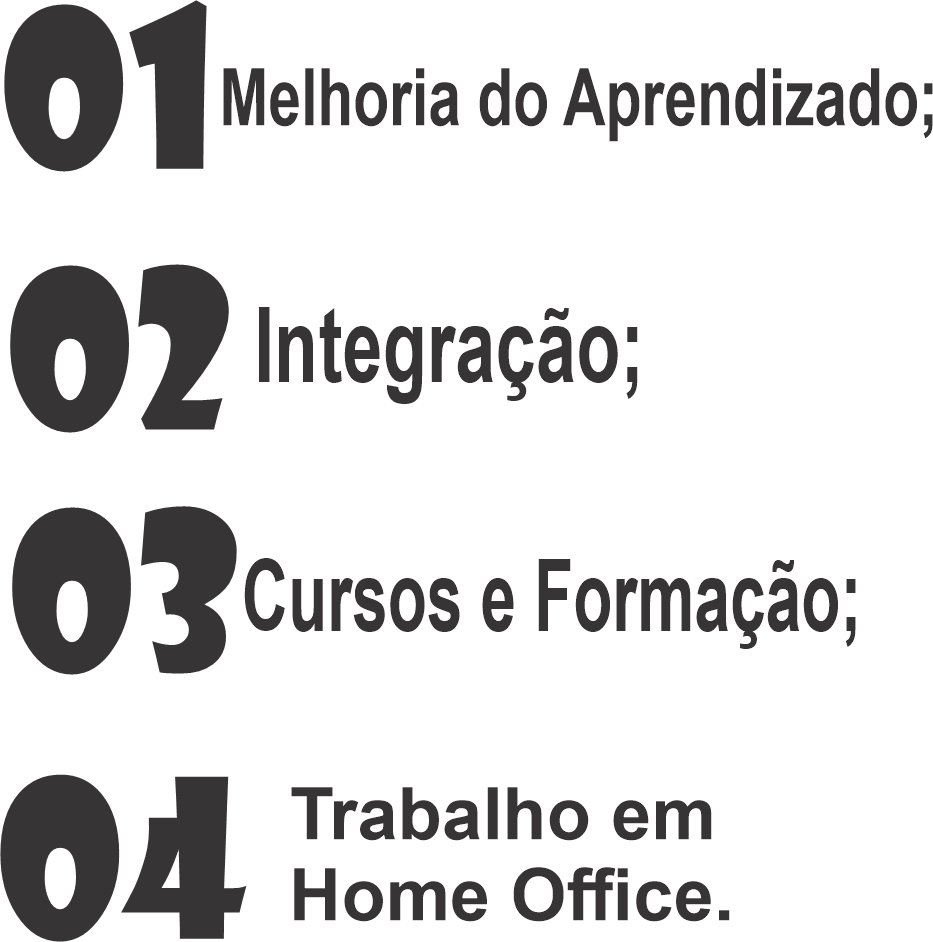 01 Melhoria do Aprendizado;
02 Integração;
03 Cursos e Formação;
04 Trabalho em
Home Office.